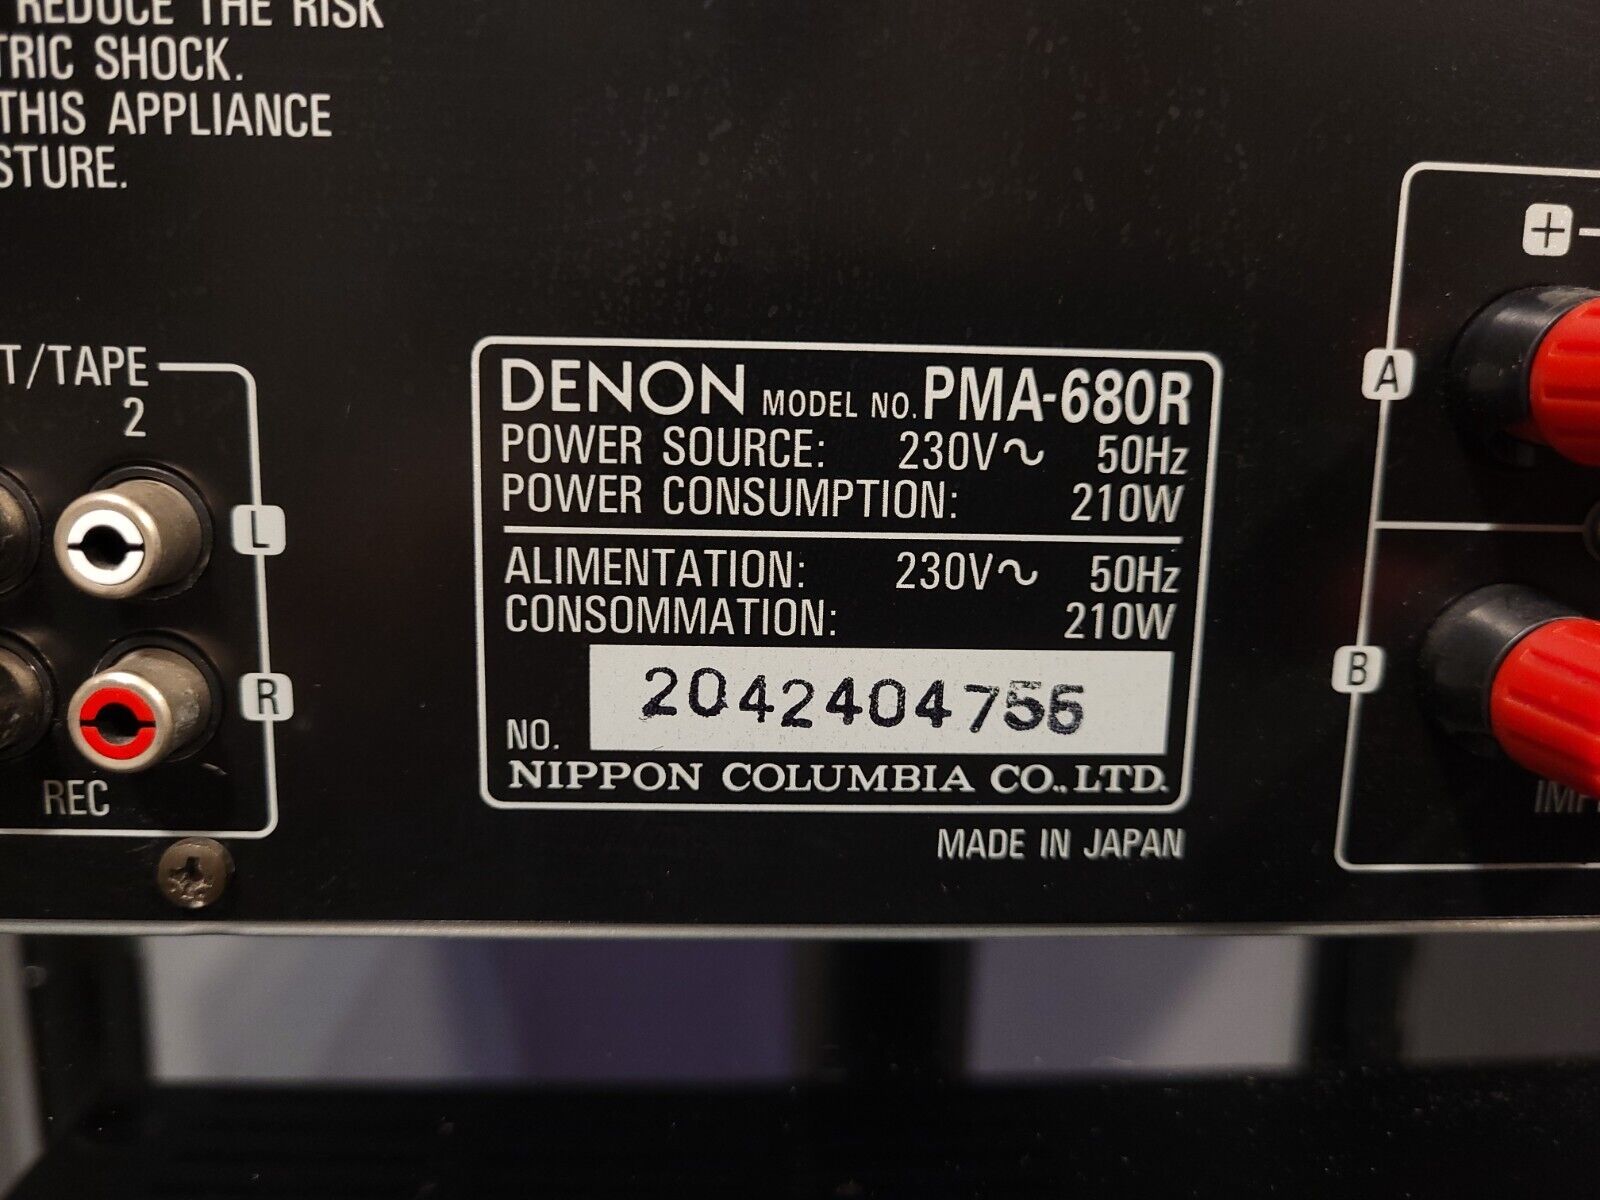 REDUCE THE RISK
TRIC SHOCK.
THIS APPLIANCE
STURE.
T/TAPE
2
L
R
REC
DENON MODEL NO. PMA-680R
POWER SOURCE: 230V~ 50Hz
POWER CONSUMPTION: 210W
ALIMENTATION: 230V~ 50Hz
CONSOMMATION: 210W
NO. 2042404756
NIPPON COLUMBIA CO., LTD.
MADE IN JAPAN
+
A
B